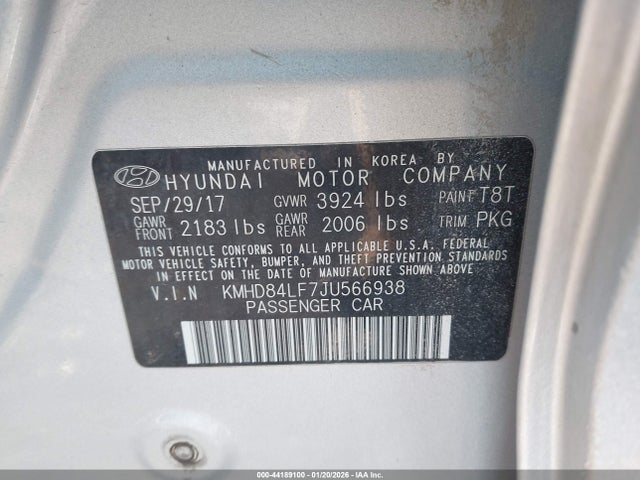 MANUFACTURED IN KOREA BY
HYUNDAI MOTOR COMPANY
SEP/29/17 GVWR 3924 lbs PAINT T8T
GAWR FRONT 2183 lbs GAWR REAR 2006 lbs TRIM PKG
THIS VEHICLE CONFORMS TO ALL APPLICABLE U.S.A. FEDERAL
MOTOR VEHICLE SAFETY, BUMPER, AND THEFT PREVENTION STANDARDS
IN EFFECT ON THE DATE OF MANUFACTURE SHOWN ABOVE.
V.I.N KMHD84LF7JU566938
PASSENGER CAR
000-44189100 - 01/20/2026 - IAA Inc.